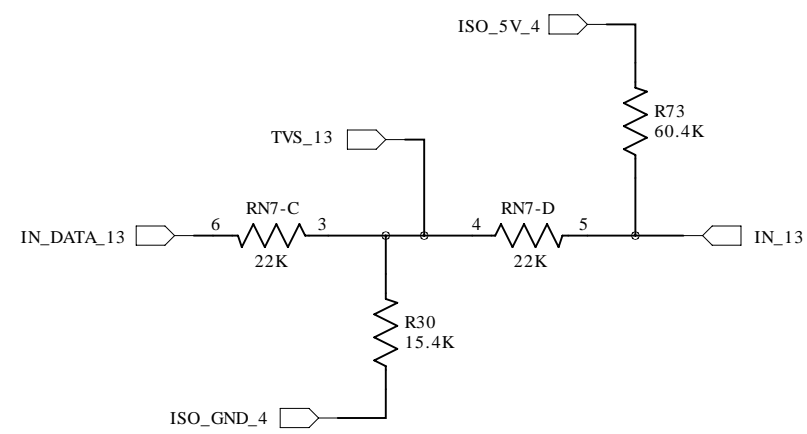 ISO_5V_4
R73
60.4K
TVS_13
RN7-C
RN7-D
6
3
4
5
IN_DATA_13
IN_13
22K
22K
R30
15.4K
ISO_GND_4